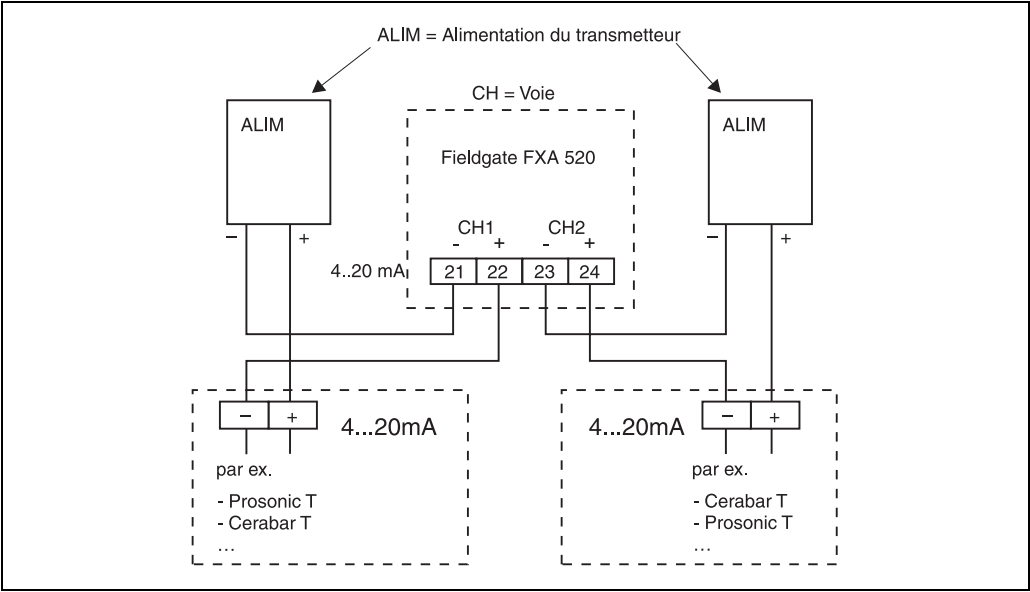 ALIM = Alimentation du transmetteur
CH = Voie
ALIM
ALIM
Fieldgate FXA 520
CH1 CH2
- + - +
− +
− +
4..20 mA 21 22 23 24
− + 4...20mA
4...20mA − +
par ex.
- Prosonic T
- Cerabar T
...
par ex.
- Cerabar T
- Prosonic T
...